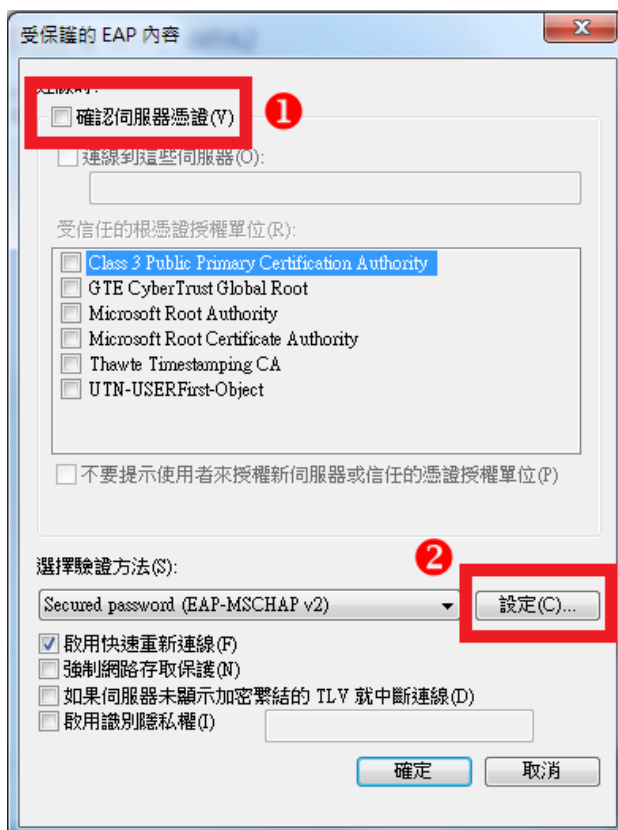 受保護的 EAP 內容
連線時:
確認伺服器憑證(V)
1
連線到這些伺服器(O):
受信任的根憑證授權單位(R):
Class 3 Public Primary Certification Authority
GTE CyberTrust Global Root
Microsoft Root Authority
Microsoft Root Certificate Authority
Thawte Timestamping CA
UTN-USERFirst-Object
不要提示使用者來授權新伺服器或信任的憑證授權單位(P)
2
選擇驗證方法(S):
Secured password (EAP-MSCHAP v2)
設定(C)...
啟用快速重新連線(F)
強制網路存取保護(N)
如果伺服器未顯示加密繫結的 TLV 就中斷連線(D)
啟用識別隱私權(I)
確定
取消